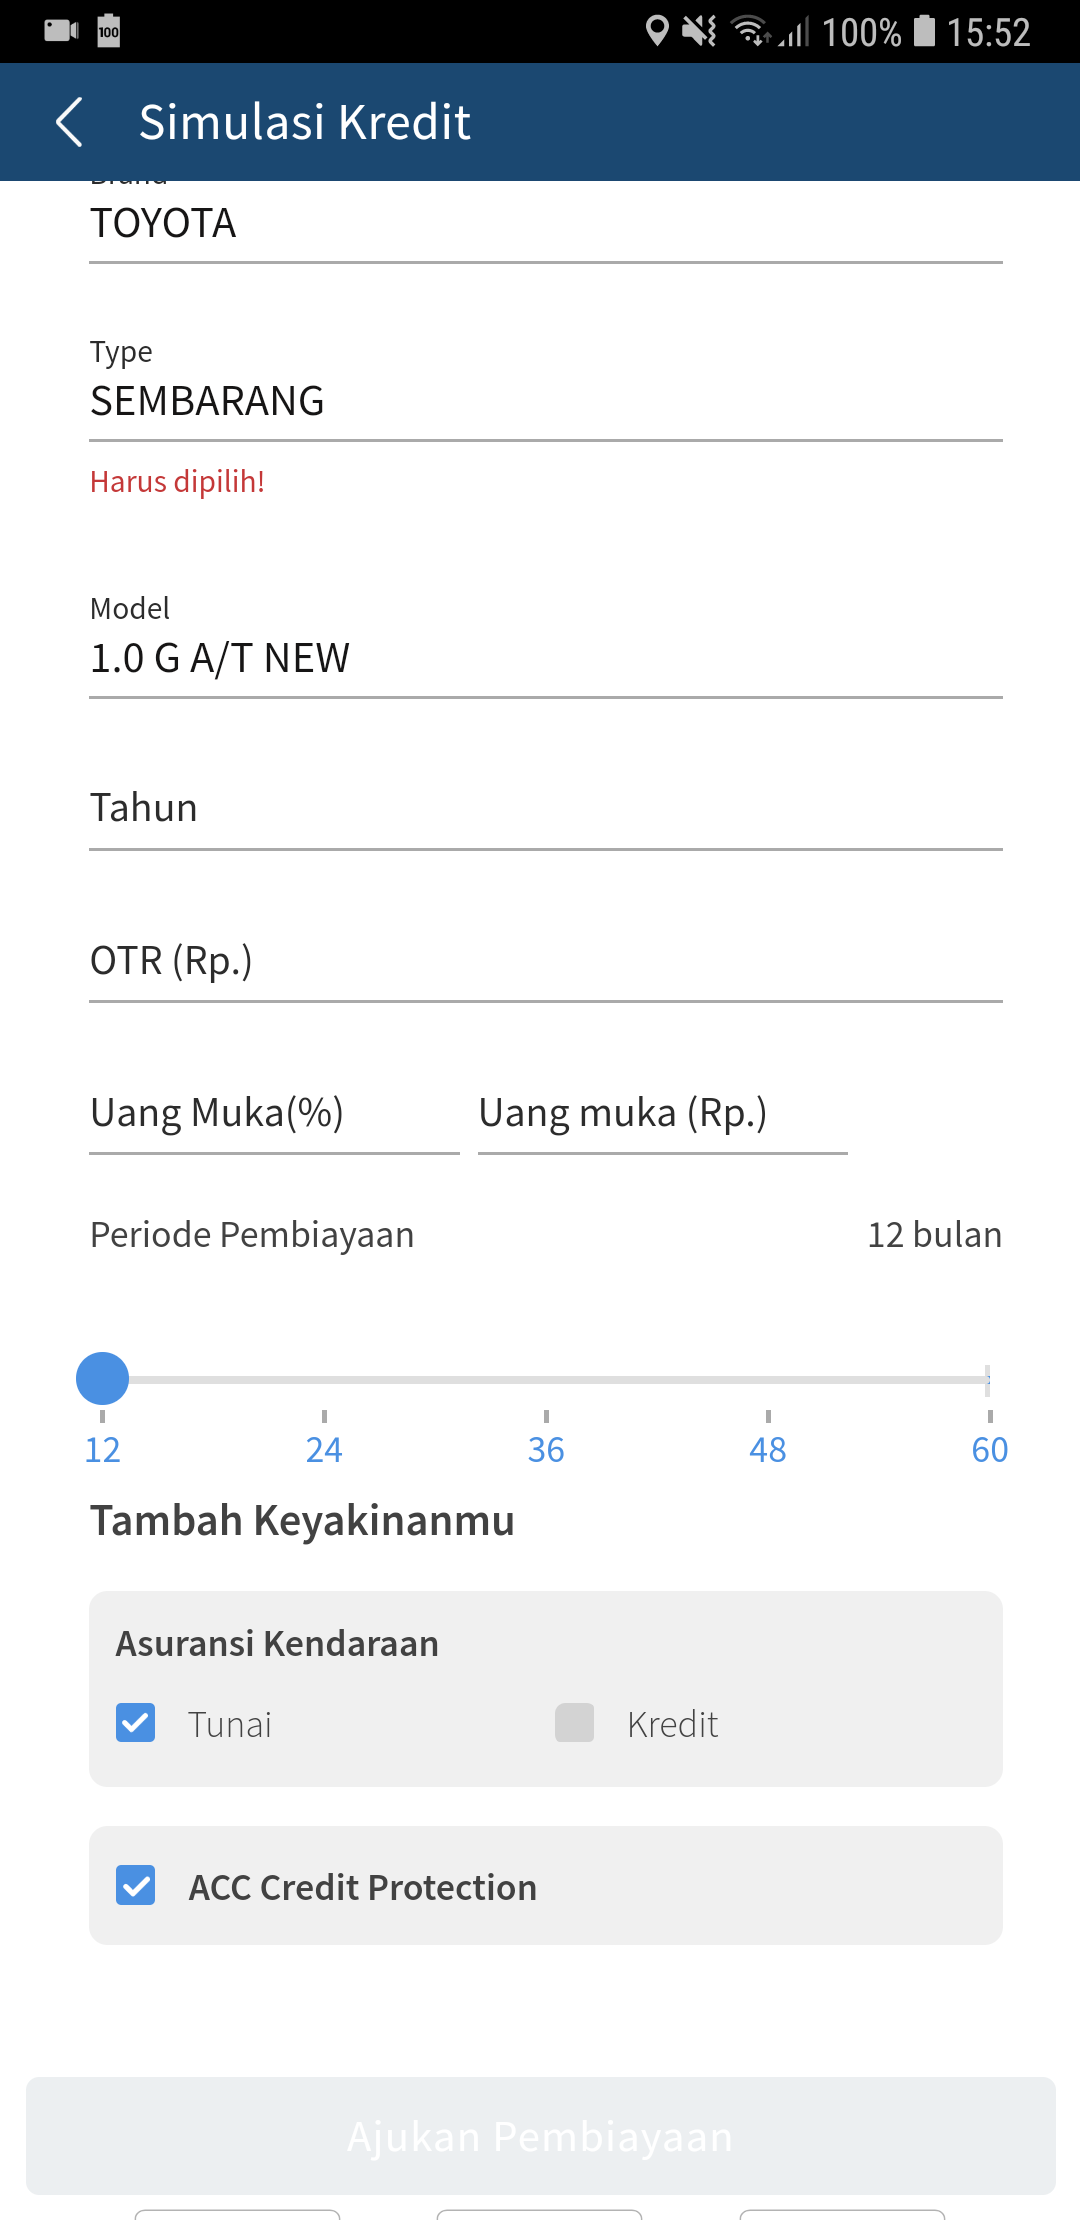 100 100% 15:52
Simulasi Kredit
Brand
TOYOTA
Type
SEMBARANG
Harus dipilih!
Model
1.0 G A/T NEW
Tahun
OTR (Rp.)
Uang Muka(%) Uang muka (Rp.)
Periode Pembiayaan 12 bulan
12 24 36 48 60
Tambah Keyakinanmu
Asuransi Kendaraan
Tunai Kredit
ACC Credit Protection
Ajukan Pembiayaan